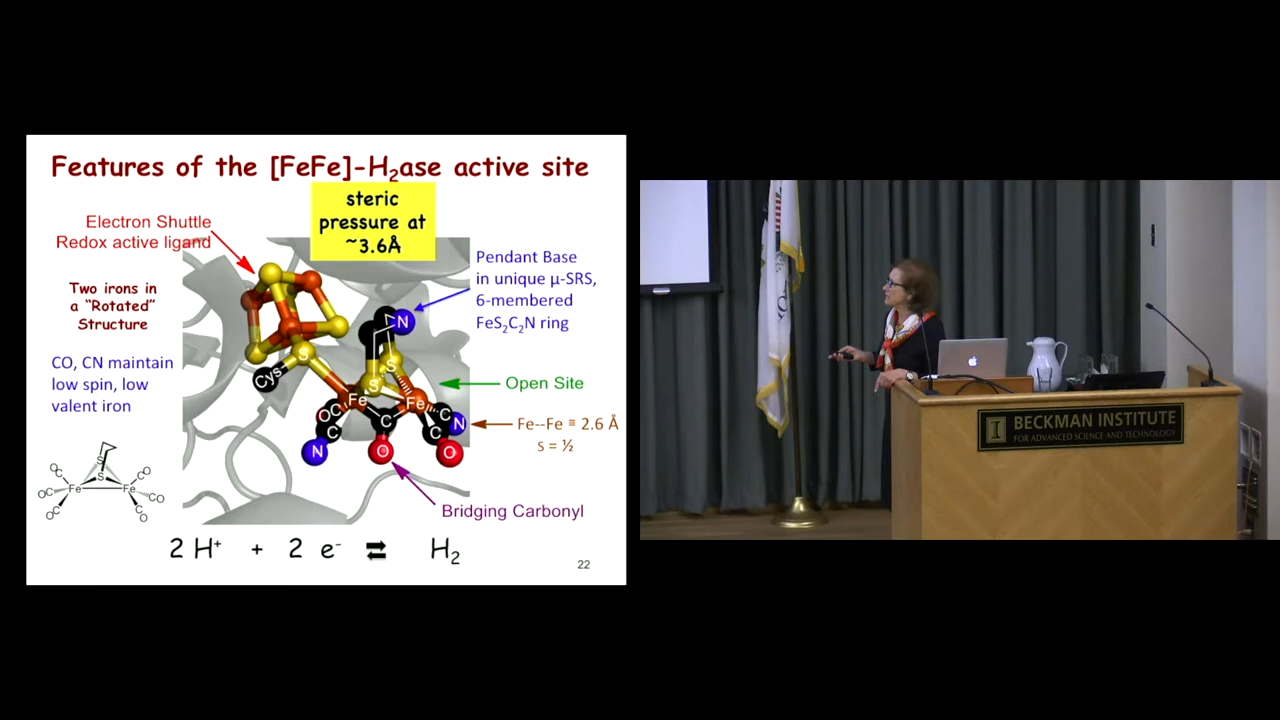 Features of the [FeFe]-H2ase active site
steric
pressure at
~3.6Å
Electron Shuttle
Redox active ligand
Two irons in
a “Rotated”
Structure
CO, CN maintain
low spin, low
valent iron
Pendant Base
in unique μ-SRS,
6-membered
FeS2C2N ring
Open Site
Fe--Fe ≅ 2.6 Å
s = ½
Bridging Carbonyl
N
S
S
S
Cys
Fe
Fe
OC
C
C
C
C
N
N
O
O
S
S
Fe
Fe
OC
OC
OC
CO
CO
CO
2 H+ + 2 e- ⇄ H2
22
I
BECKMAN INSTITUTE
FOR ADVANCED SCIENCE AND TECHNOLOGY